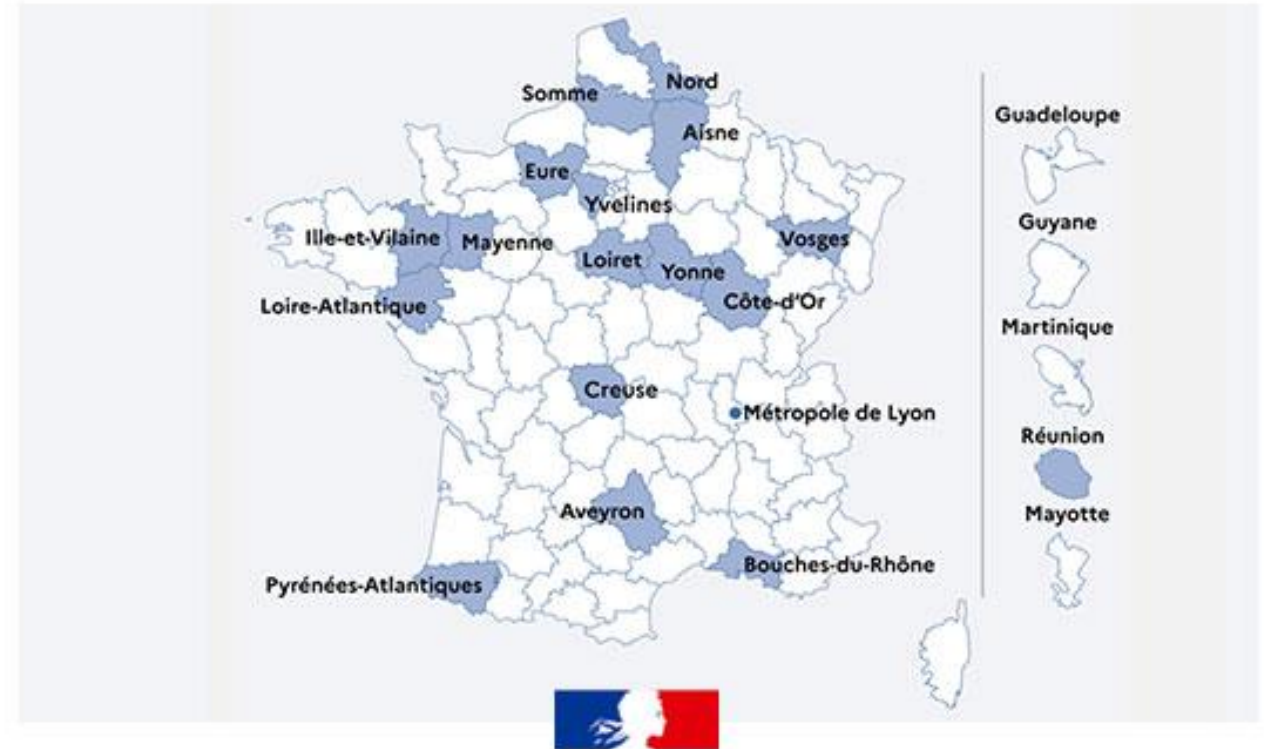 Nord
Somme
Aisne
Eure
Yvelines
Ille-et-Vilaine
Mayenne
Vosges
Loiret
Yonne
Côte-d'Or
Loire-Atlantique
Creuse
Métropole de Lyon
Aveyron
Bouches-du-Rhône
Pyrénées-Atlantiques
Guadeloupe
Guyane
Martinique
Réunion
Mayotte